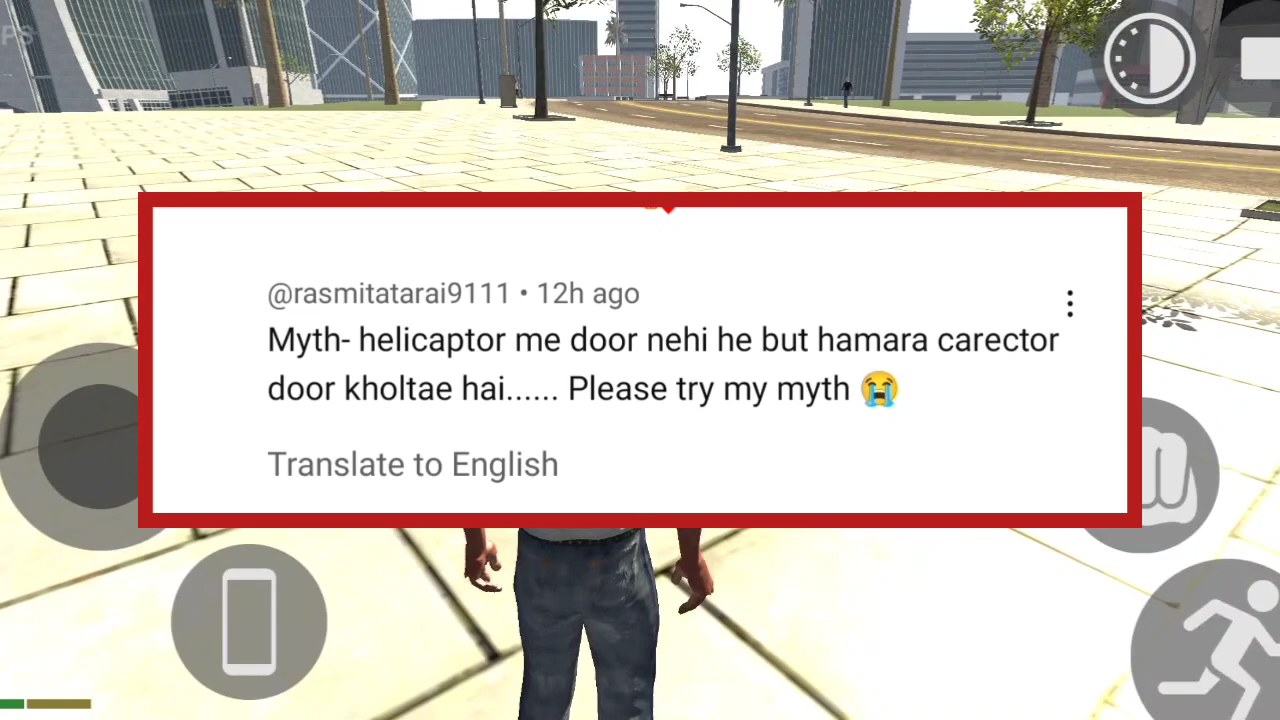 PS
@rasmitatarai9111 • 12h ago
Myth- helicaptor me door nehi he but hamara carector
door kholtae hai...... Please try my myth 😭
Translate to English